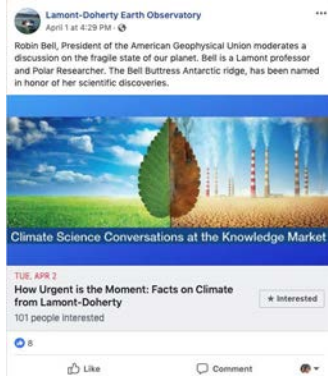 Lamont-Doherty Earth Observatory
April 1 at 4:29 PM ·
Robin Bell, President of the American Geophysical Union moderates a
discussion on the fragile state of our planet. Bell is a Lamont professor
and Polar Researcher. The Bell Buttress Antarctic ridge, has been named
in honor of her scientific discoveries.
Climate Science Conversations at the Knowledge Market
TUE, APR 2
How Urgent is the Moment: Facts on Climate
from Lamont-Doherty
★ Interested
101 people interested
8
Like Comment